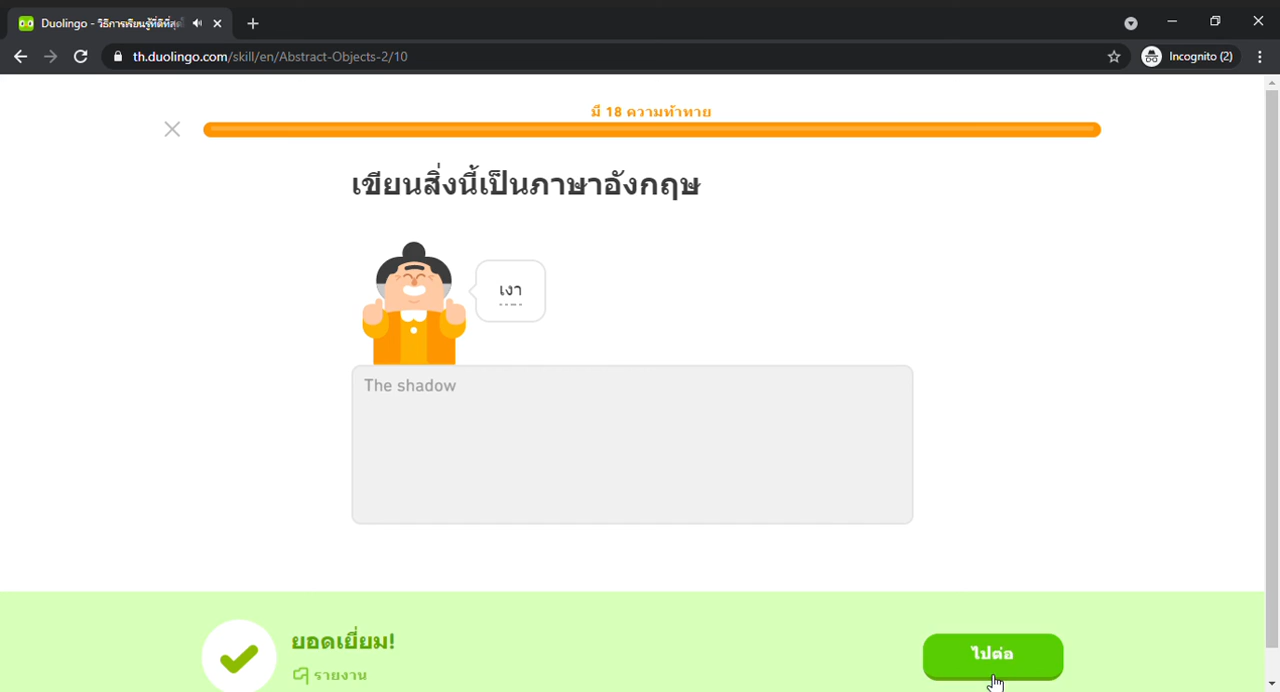 Duolingo - วิธีการเรียนรู้ที่ดีที่สุดใ
th.duolingo.com/skill/en/Abstract-Objects-2/10
Incognito (2)
มี 18 ความท้าทาย
เขียนสิ่งนี้เป็นภาษาอังกฤษ
เงา
The shadow
ยอดเยี่ยม!
รายงาน
ไปต่อ